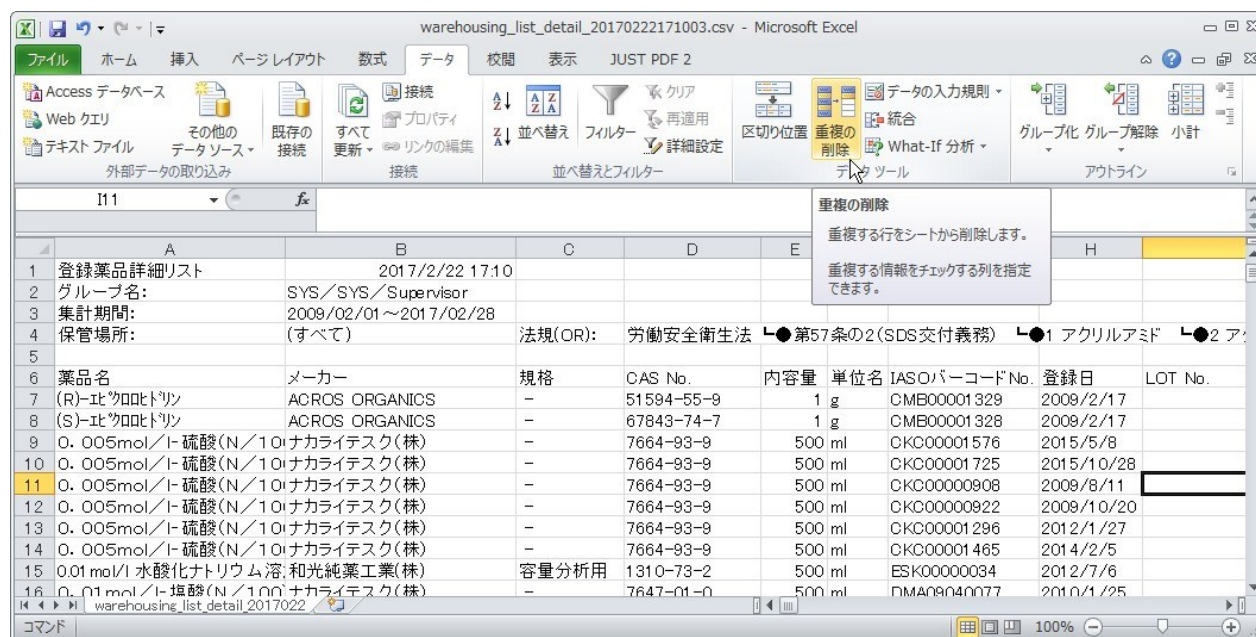 warehousing_list_detail_20170222171003.csv - Microsoft Excel
ファイル ホーム 挿入 ページ レイアウト 数式 データ 校閲 表示 JUST PDF 2
Access データベース
Web クエリ
テキスト ファイル
その他の
データ ソース
既存の
接続
外部データの取り込み
すべて
更新
接続
プロパティ
リンクの編集
接続
並べ替え
フィルター
クリア
再適用
詳細設定
並べ替えとフィルター
区切り位置
重複の
削除
データの入力規則
統合
What-If 分析
データ ツール
グループ化 グループ解除 小計
アウトライン
I11 fx
重複の削除
重複する行をシートから削除します。
重複する情報をチェックする列を指定
できます。
A B C D E H
1 登録薬品詳細リスト 2017/2/22 17:10
2 グループ名: SYS/SYS/Supervisor
3 集計期間: 2009/02/01~2017/02/28
4 保管場所: (すべて) 法規(OR): 労働安全衛生法 ┗●第57条の2(SDS交付義務) ┗●1 アクリルアミド ┗●2 ア
5
6 薬品名 メーカー 規格 CAS No. 内容量 単位名 IASOバーコードNo. 登録日 LOT No.
7 (R)-エピクロロヒドリン ACROS ORGANICS - 51594-55-9 1 g CMB00001329 2009/2/17
8 (S)-エピクロロヒドリン ACROS ORGANICS - 67843-74-7 1 g CMB00001328 2009/2/17
9 0.005mol/l-硫酸(N/10 ナカライテスク(株) - 7664-93-9 500 ml CKC00001576 2015/5/8
10 0.005mol/l-硫酸(N/10 ナカライテスク(株) - 7664-93-9 500 ml CKC00001725 2015/10/28
11 0.005mol/l-硫酸(N/10 ナカライテスク(株) - 7664-93-9 500 ml CKC00000908 2009/8/11
12 0.005mol/l-硫酸(N/10 ナカライテスク(株) - 7664-93-9 500 ml CKC00000922 2009/10/20
13 0.005mol/l-硫酸(N/10 ナカライテスク(株) - 7664-93-9 500 ml CKC00001296 2012/1/27
14 0.005mol/l-硫酸(N/10 ナカライテスク(株) - 7664-93-9 500 ml CKC00001465 2014/2/5
15 0.01mol/l 水酸化ナトリウム溶 和光純薬工業(株) 容量分析用 1310-73-2 500 ml ESK00000034 2012/7/6
16 0.01mol/l-塩酸(N/100 ナカライテスク(株) - 7647-01-0 500 ml DMA09040077 2010/1/25
warehousing_list_detail_2017022
コマンド 100%